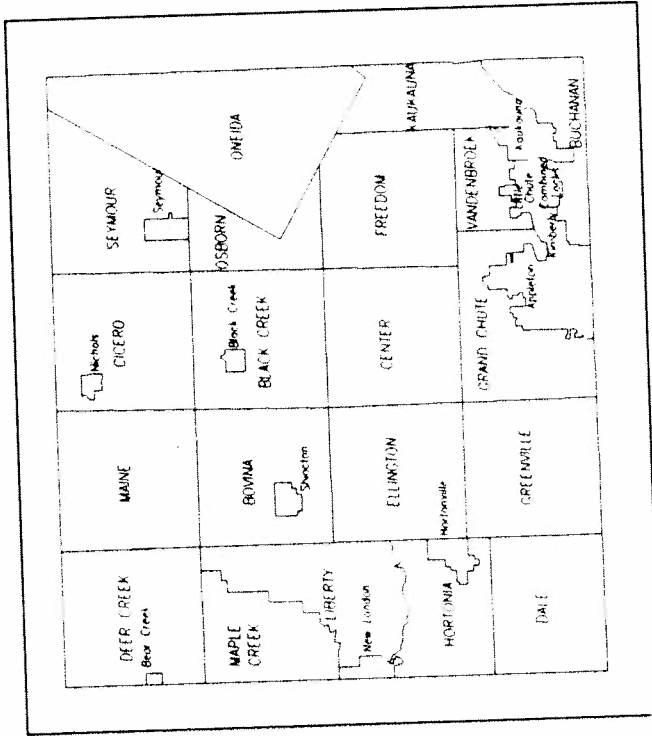 DEER CREEK
Bear Creek
MAINE
Nichols
CICERO
SEYMOUR
Seymour
MAPLE
CREEK
LIBERTY
BOVINA
Shiocton
Black Creek
BLACK CREEK
OSBORN
ONEIDA
New London
ELLINGTON
CENTER
FREEDOM
KAUKAUNA
HORTONIA
Hortonville
DALE
GREENVILLE
GRAND CHUTE
Appleton
VANDENBROEK
Little
Chute
Kaukauna
Combined
Locks
Kimberly
BUCHANAN